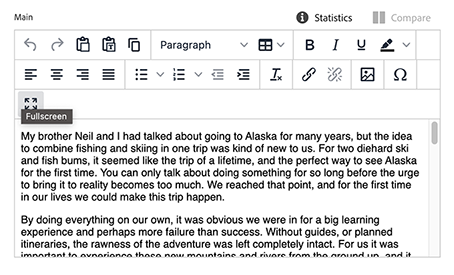 Main
Statistics
Compare
Paragraph
B I U
Ω
Fullscreen
My brother Neil and I had talked about going to Alaska for many years, but the idea
to combine fishing and skiing in one trip was kind of new to us. For two diehard ski
and fish bums, it seemed like the trip of a lifetime, and the perfect way to see Alaska
for the first time. You can only talk about doing something for so long before the urge
to bring it to reality becomes too much. We reached that point, and for the first time
in our lives we could make this trip happen.
By doing everything on our own, it was obvious we were in for a big learning
experience and perhaps more failure than success. Without guides, or planned
itineraries, the rawness of the adventure was left completely intact. For us it was
important to experience these new mountains and rivers from the ground up, and it